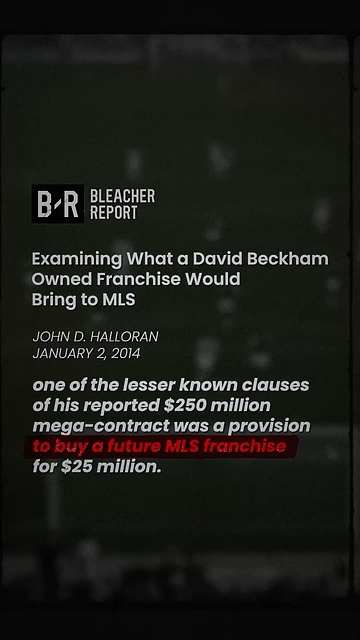 B/R BLEACHER
REPORT
Examining What a David Beckham
Owned Franchise Would
Bring to MLS
JOHN D. HALLORAN
JANUARY 2, 2014
one of the lesser known clauses
of his reported $250 million
mega-contract was a provision
to buy a future MLS franchise
for $25 million.